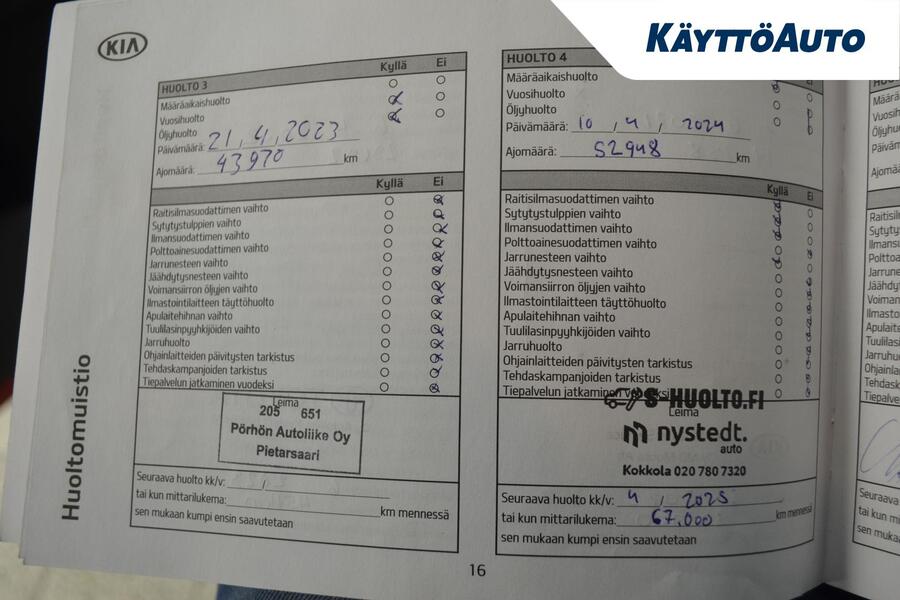 KÄYTTÖAUTO
KIA
HUOLTO 3 Kyllä Ei
Määräaikaishuolto
Vuosihuolto
Öljyhuolto
Päivämäärä: 21, 4, 2023
Ajomäärä: 43970 km
Kyllä Ei
Raitisilmasuodattimen vaihto
Sytytystulppien vaihto
Ilmansuodattimen vaihto
Polttoainesuodattimen vaihto
Jarrunesteen vaihto
Jäähdytysnesteen vaihto
Voimansiirron öljyjen vaihto
Ilmastointilaitteen täyttöhuolto
Apulaitehihnan vaihto
Tuulilasinpyyhkijöiden vaihto
Jarruhuolto
Ohjainlaitteiden päivitysten tarkistus
Tehdaskampanjoiden tarkistus
Tiepalvelun jatkaminen vuodeksi
Leima
205 651
Pörhön Autoliike Oy
Pietarsaari
Seuraava huolto kk/v: /
tai kun mittarilukema: km mennessä
sen mukaan kumpi ensin saavutetaan
HUOLTO 4
Määräaikaishuolto
Vuosihuolto
Öljyhuolto
Päivämäärä: 10 / 4 / 2024
Ajomäärä: 52948 km
Kyllä Ei
Raitisilmasuodattimen vaihto
Sytytystulppien vaihto
Ilmansuodattimen vaihto
Polttoainesuodattimen vaihto
Jarrunesteen vaihto
Jäähdytysnesteen vaihto
Voimansiirron öljyjen vaihto
Ilmastointilaitteen täyttöhuolto
Apulaitehihnan vaihto
Tuulilasinpyyhkijöiden vaihto
Jarruhuolto
Ohjainlaitteiden päivitysten tarkistus
Tehdaskampanjoiden tarkistus
Tiepalvelun jatkaminen vuodeksi
S-HUOLTO.FI
Leima
nystedt.
auto
Kokkola 020 780 7320
Seuraava huolto kk/v: 4 / 2025
tai kun mittarilukema: 67.000 km mennessä
sen mukaan kumpi ensin saavutetaan
Huoltomuistio
16